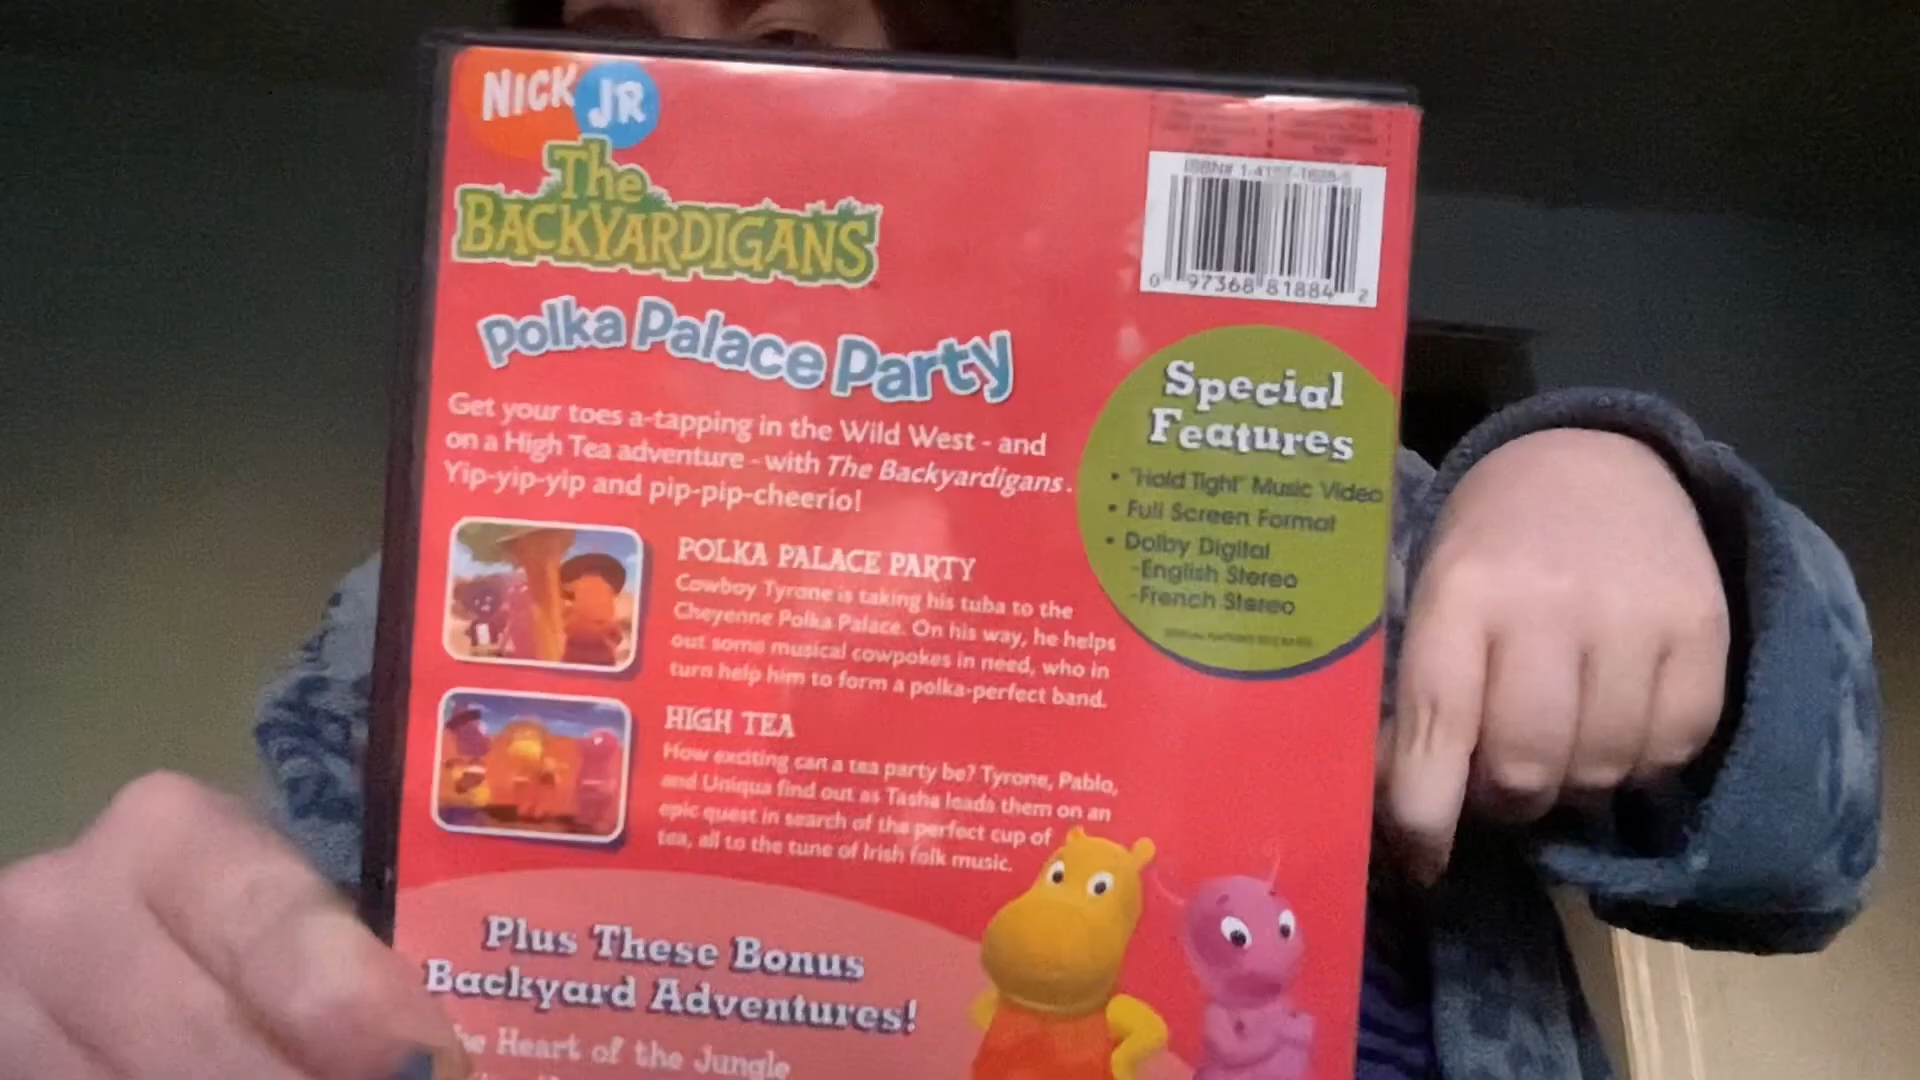 NICK JR
The
BACKYARDIGANS
Polka Palace Party
Get your toes a-tapping in the Wild West - and
on a High Tea adventure - with The Backyardigans.
Yip-yip-yip and pip-pip-cheerio!
POLKA PALACE PARTY
Cowboy Tyrone is taking his tuba to the
Cheyenne Polka Palace. On his way, he helps
out some musical cowpokes in need, who in
turn help him to form a polka-perfect band.
HIGH TEA
How exciting can a tea party be? Tyrone, Pablo,
and Uniqua find out as Tasha leads them on an
epic quest in search of the perfect cup of
tea, all to the tune of Irish folk music.
Plus These Bonus
Backyard Adventures!
Heart of the Jungle
ISBN#
0 97368 81884 2
Special
Features
• "Hold Tight" Music Video
• Full Screen Format
• Dolby Digital
-English Stereo
-French Stereo